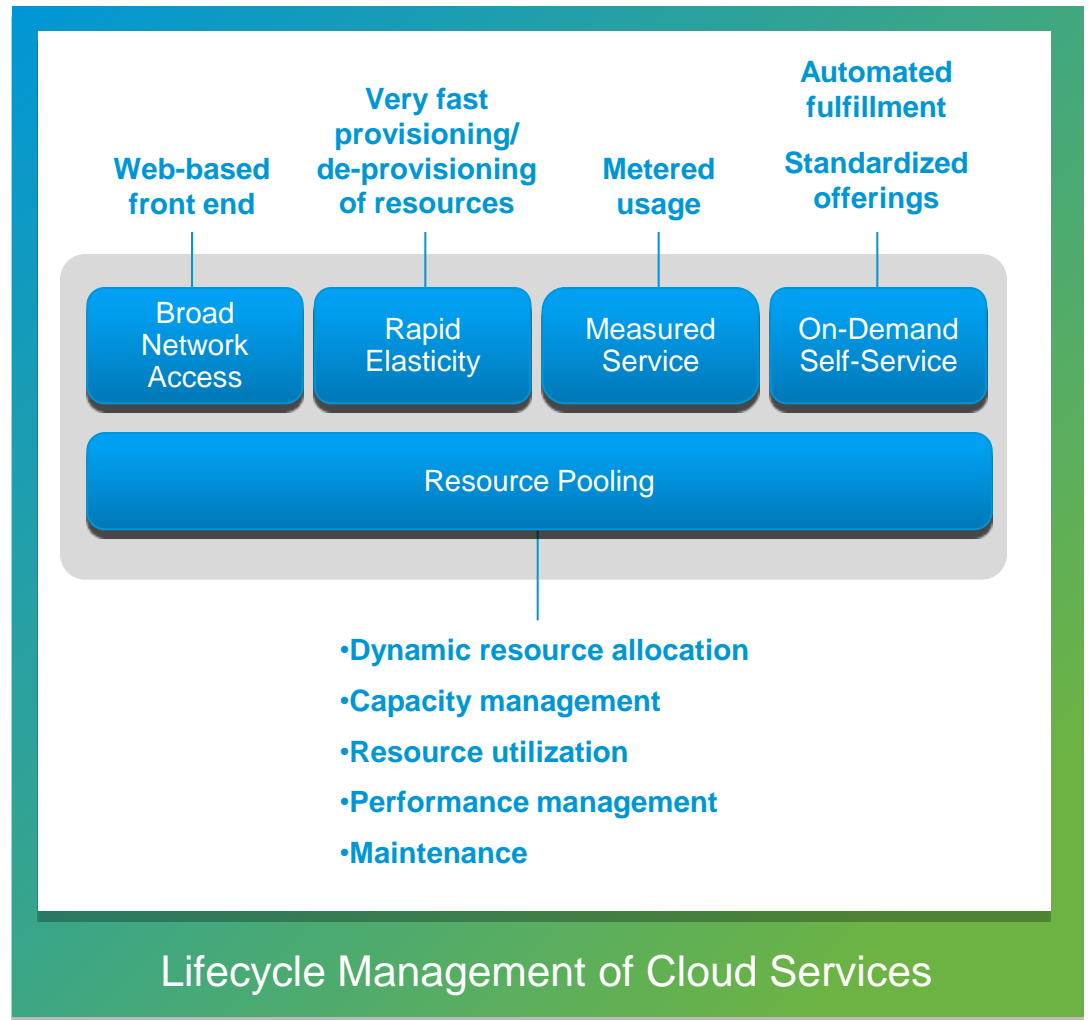 Web-based
front end
Very fast
provisioning/
de-provisioning
of resources
Metered
usage
Automated
fulfillment
Standardized
offerings
Broad
Network
Access
Rapid
Elasticity
Measured
Service
On-Demand
Self-Service
Resource Pooling
•Dynamic resource allocation
•Capacity management
•Resource utilization
•Performance management
•Maintenance
Lifecycle Management of Cloud Services